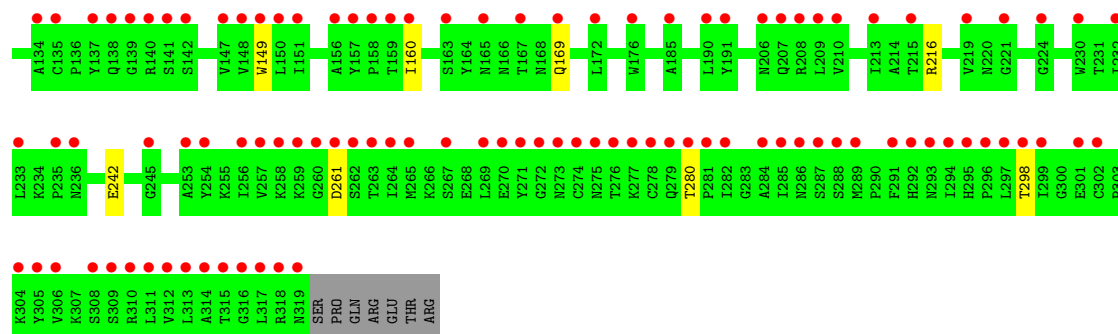 A134 C135 P136 Y137 Q138 G139 R140 S141 S142 V147 V148 W149 L150 I151 A156 Y157 P158 T159 I160 S163 Y164 N165 N166 T167 N168 Q169 L172 W176 A185 L190 Y191 N206 Q207 R208 L209 V210 I213 A214 T215 R216 V219 N220 G221 G224 W230 T231 I232
L233 K234 P235 N236 E242 G245 A253 Y254 K255 I256 V257 K258 K259 G260 D261 S262 T263 I264 M265 K266 S267 E268 L269 E270 Y271 G272 N273 C274 N275 T276 K277 C278 Q279 T280 P281 I282 G283 A284 I285 N286 S287 S288 M289 P290 F291 H292 N293 I294 H295 P296 L297 T298 I299 G300 E301 C302 P303
K304 Y305 V306 K307 S308 S309 R310 L311 V312 L313 A314 T315 G316 L317 R318 N319 SER PRO GLN ARG GLU THR ARG